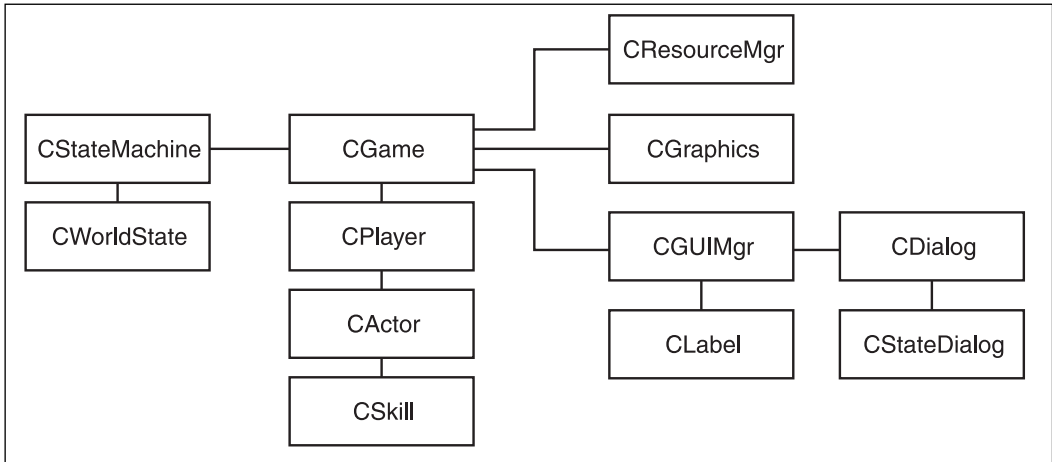 CResourceMgr
CStateMachine
CGame
CGraphics
CWorldState
CPlayer
CGUIMgr
CDialog
CActor
CLabel
CStateDialog
CSkill